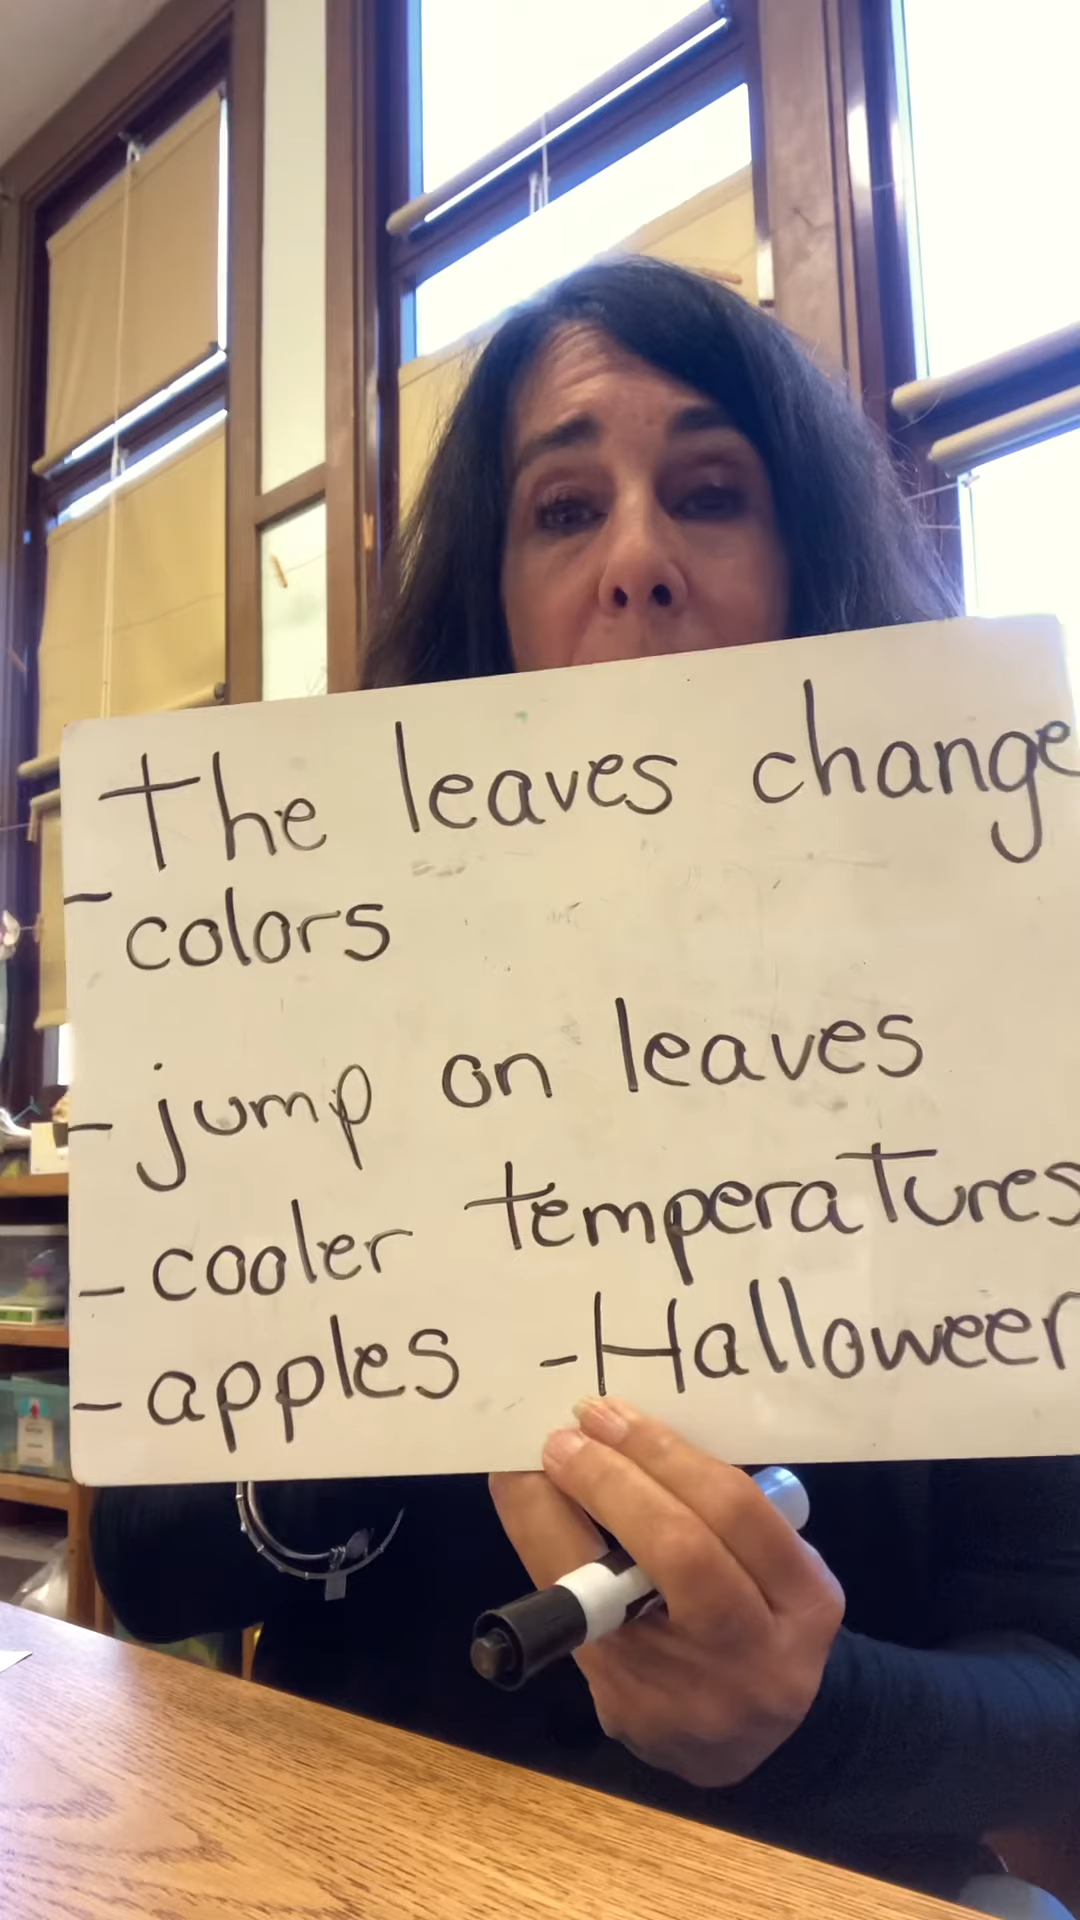 The leaves change
- colors
- jump on leaves
- cooler temperatures
- apples - Halloween